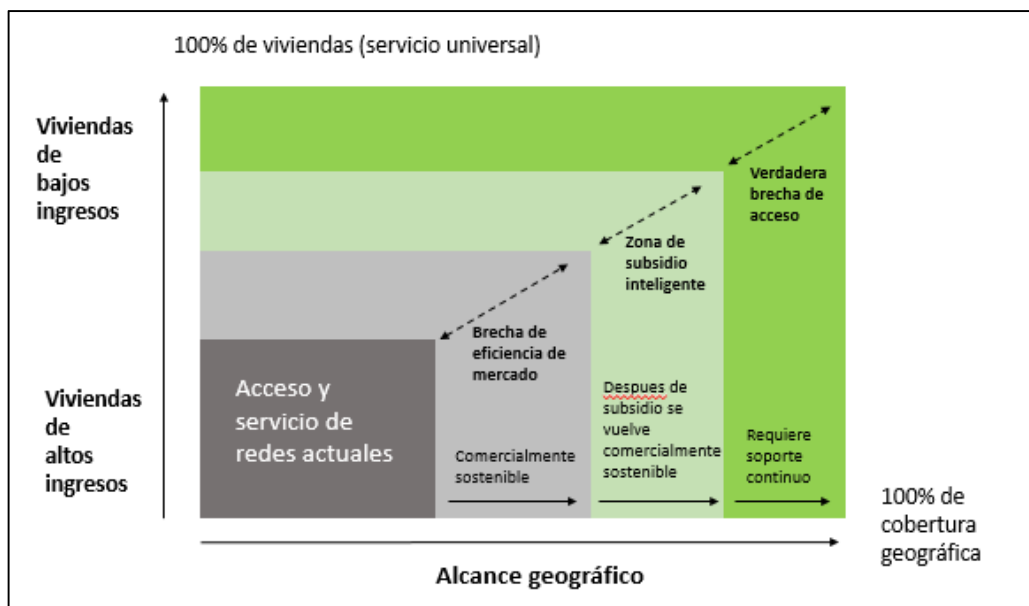 100% de viviendas (servicio universal)
Viviendas
de
bajos
ingresos
Verdadera
brecha de
acceso
Zona de
subsidio
inteligente
Brecha de
eficiencia de
mercado
Acceso y
servicio de
redes actuales
Viviendas
de
altos
ingresos
Comercialmente
sostenible
Despues de
subsidio se
vuelve
comercialmente
sostenible
Requiere
soporte
continuo
100% de
cobertura
geográfica
Alcance geográfico